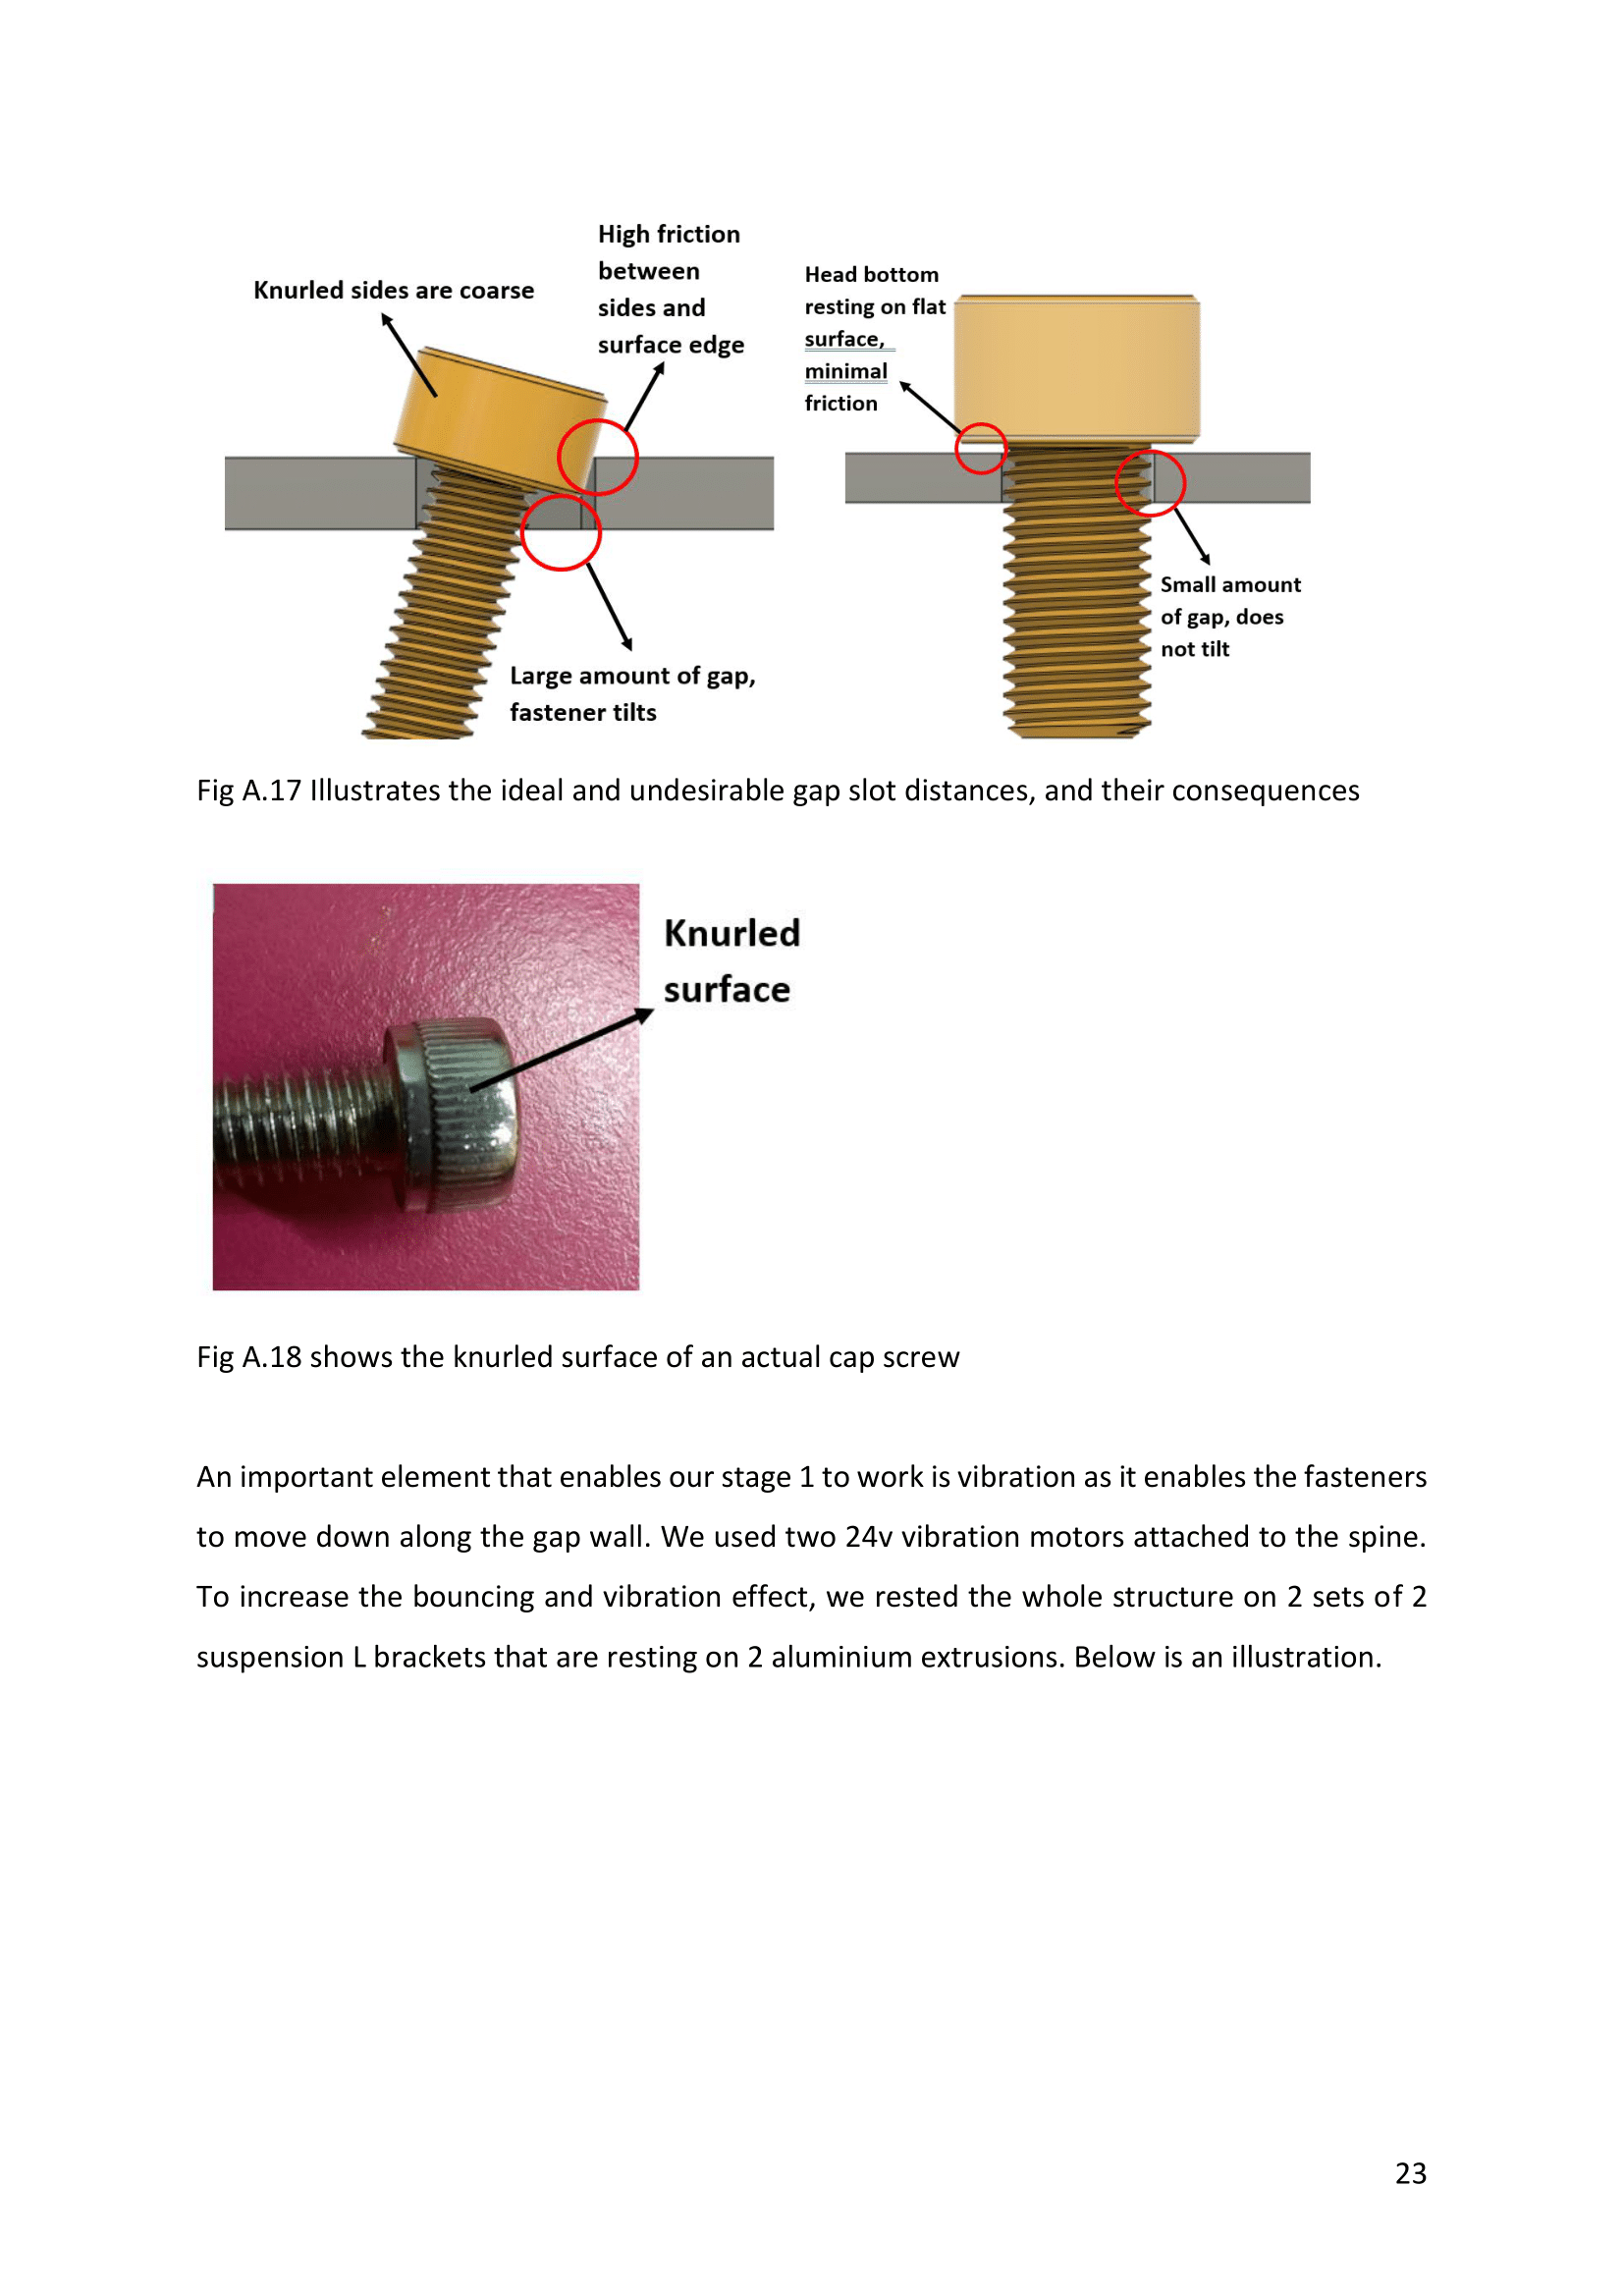 High friction
between
sides and
surface edge
Knurled sides are coarse
Large amount of gap,
fastener tilts
Head bottom
resting on flat
surface,
minimal
friction
Small amount
of gap, does
not tilt
Fig A.17 Illustrates the ideal and undesirable gap slot distances, and their consequences
Knurled
surface
Fig A.18 shows the knurled surface of an actual cap screw
An important element that enables our stage 1 to work is vibration as it enables the fasteners
to move down along the gap wall. We used two 24v vibration motors attached to the spine.
To increase the bouncing and vibration effect, we rested the whole structure on 2 sets of 2
suspension L brackets that are resting on 2 aluminium extrusions. Below is an illustration.
23